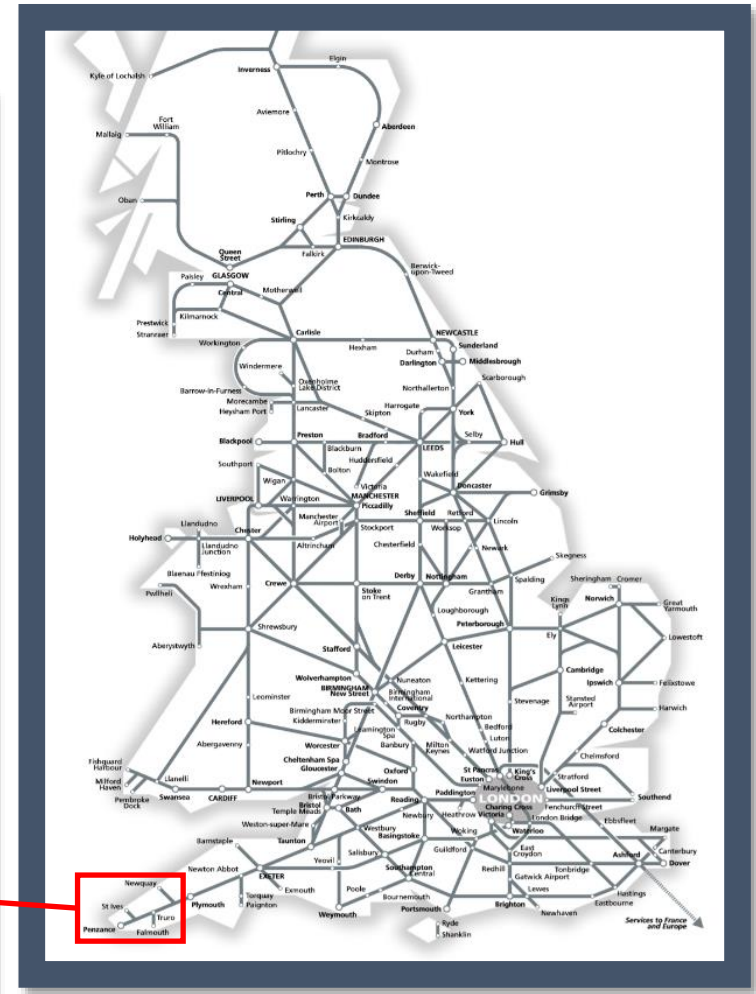 Elgin
Inverness
Kyle of Lochalsh
Aviemore
Fort
William
Aberdeen
Mallaig
Pitlochry
Montrose
Perth
Dundee
Oban
Kirkcaldy
Stirling
EDINBURGH
Queen
Street
Falkirk
GLASGOW
Central
Berwick-
upon-Tweed
Paisley
Motherwell
Kilmarnock
Prestwick
Stranraer
Carlisle
NEWCASTLE
Workington
Hexham
Sunderland
Durham
Darlington
Middlesbrough
Windermere
Oxenholme
Lake District
Scarborough
Barrow-in-Furness
Northallerton
Morecambe
Heysham Port
Lancaster
Harrogate
York
Skipton
Blackpool
Preston
Bradford
LEEDS
Selby
Hull
Blackburn
Huddersfield
Southport
Bolton
Wakefield
Wigan
Victoria
MANCHESTER
Piccadilly
Doncaster
Grimsby
LIVERPOOL
Warrington
Manchester
Airport
Stockport
Sheffield
Retford
Worksop
Lincoln
Llandudno
Chester
Holyhead
Llandudno
Junction
Altrincham
Chesterfield
Newark
Skegness
Blaenau Ffestiniog
Pwllheli
Wrexham
Crewe
Stoke
on Trent
Derby
Nottingham
Grantham
Spalding
Sheringham
Cromer
Kings
Lynn
Norwich
Great
Yarmouth
Loughborough
Peterborough
Shrewsbury
Ely
Lowestoft
Aberystwyth
Stafford
Leicester
Wolverhampton
BIRMINGHAM
New Street
Nuneaton
Birmingham
International
Kettering
Cambridge
Ipswich
Felixstowe
Leominster
Birmingham Moor Street
Kidderminster
Coventry
Rugby
Stevenage
Stansted
Airport
Harwich
Hereford
Leamington
Spa
Northampton
Bedford
Colchester
Abergavenny
Worcester
Banbury
Milton
Keynes
Luton
Watford Junction
Chelmsford
Cheltenham Spa
Gloucester
Fishguard
Harbour
Milford
Haven
Pembroke
Dock
Llanelli
Swansea
CARDIFF
Newport
Oxford
Swindon
St Pancras
Euston
King's
Cross
Stratford
Liverpool Street
Marylebone
Paddington
LONDON
Southend
Bristol Parkway
Bristol
Temple Meads
Bath
Reading
Newbury
Heathrow
Charing Cross
Victoria
Fenchurch Street
London Bridge
Waterloo
Ebbsfleet
Weston-super-Mare
Westbury
Basingstoke
Woking
Margate
Barnstaple
Taunton
Salisbury
Guildford
East
Croydon
Canterbury
Ashford
Dover
Newton Abbot
Yeovil
Southampton
Central
Redhill
Gatwick Airport
Tonbridge
EXETER
Newquay
Torquay
Paignton
Exmouth
Poole
Bournemouth
Lewes
Hastings
Eastbourne
St Ives
Truro
Plymouth
Weymouth
Portsmouth
Brighton
Newhaven
Penzance
Falmouth
Ryde
Shanklin
Services to France
and Europe